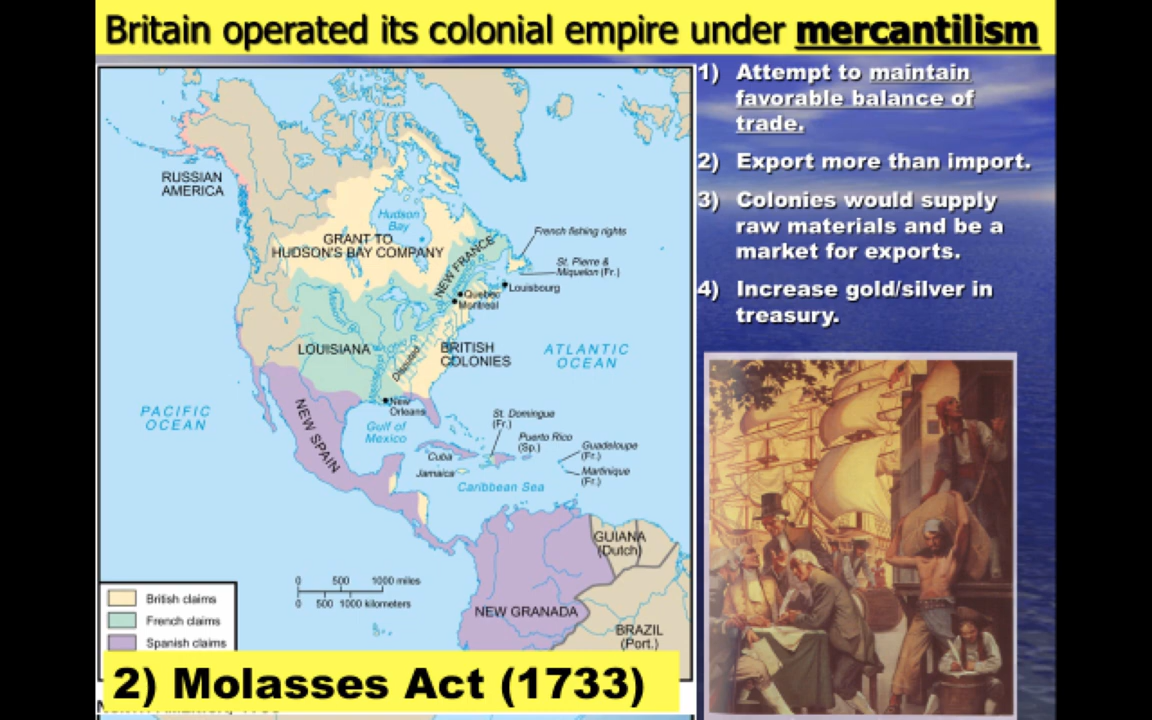 Britain operated its colonial empire under mercantilism
1) Attempt to maintain
favorable balance of
trade.
2) Export more than import.
3) Colonies would supply
raw materials and be a
market for exports.
4) Increase gold/silver in
treasury.
RUSSIAN
AMERICA
Hudson
Bay
GRANT TO
HUDSON'S BAY COMPANY
NEW FRANCE
French fishing rights
St. Pierre &
Miquelon (Fr.)
Louisbourg
Quebec
Montreal
LOUISIANA
Disputed
BRITISH
COLONIES
ATLANTIC
OCEAN
PACIFIC
OCEAN
NEW SPAIN
New
Orleans
Gulf of
Mexico
St. Domingue
(Fr.)
Puerto Rico
(Sp.)
Guadeloupe
(Fr.)
Cuba
Jamaica
Martinique
(Fr.)
Caribbean Sea
GUIANA
(Dutch)
NEW GRANADA
BRAZIL
(Port.)
0 500 1000 miles
0 500 1000 kilometers
British claims
French claims
Spanish claims
2) Molasses Act (1733)